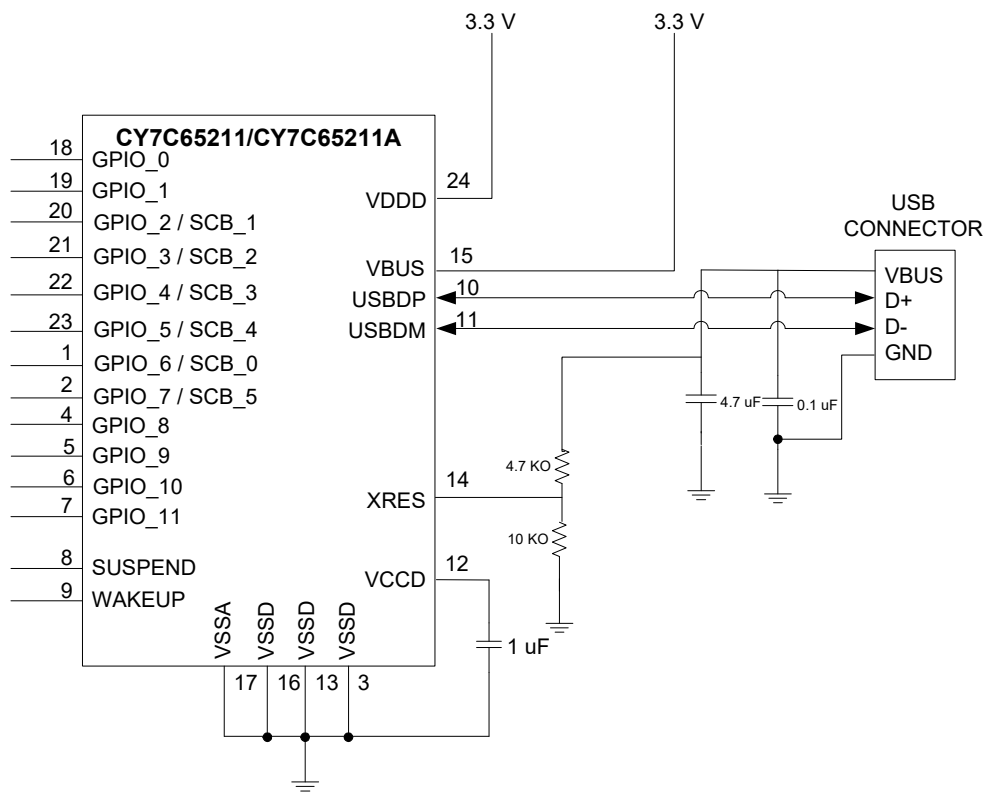 3.3 V
3.3 V
CY7C65211/CY7C65211A
18
GPIO_0
19
GPIO_1
20
GPIO_2 / SCB_1
21
GPIO_3 / SCB_2
22
GPIO_4 / SCB_3
23
GPIO_5 / SCB_4
1
GPIO_6 / SCB_0
2
GPIO_7 / SCB_5
4
GPIO_8
5
GPIO_9
6
GPIO_10
7
GPIO_11
8
SUSPEND
9
WAKEUP
VDDD
24
VBUS
15
USBDP
10
USBDM
11
XRES
14
VCCD
12
VSSA
VSSD
VSSD
VSSD
17
16
13
3
1 uF
4.7 KO
10 KO
4.7 uF
0.1 uF
USB
CONNECTOR
VBUS
D+
D-
GND